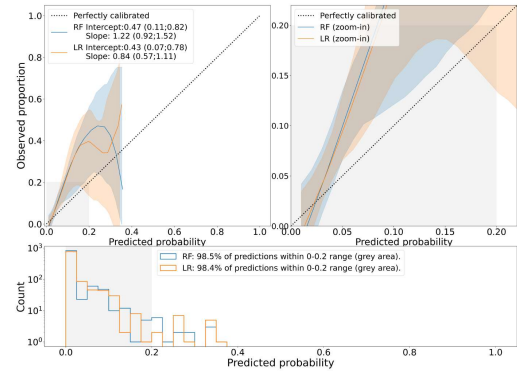 Perfectly calibrated
RF Intercept:0.47 (0.11;0.82)
Slope: 1.22 (0.92;1.52)
LR Intercept:0.43 (0.07;0.78)
Slope: 0.84 (0.57;1.11)
Observed proportion
1.0
0.8
0.6
0.4
0.2
0.0
0.0 0.2 0.4 0.6 0.8 1.0
Predicted probability
Perfectly calibrated
RF (zoom-in)
LR (zoom-in)
0.20
0.15
0.10
0.05
0.00
0.00 0.05 0.10 0.15 0.20
Predicted probability
RF: 98.5% of predictions within 0-0.2 range (grey area).
LR: 98.4% of predictions within 0-0.2 range (grey area).
Count
10³
10²
10¹
10⁰
0.0 0.2 0.4 0.6 0.8 1.0
Predicted probability